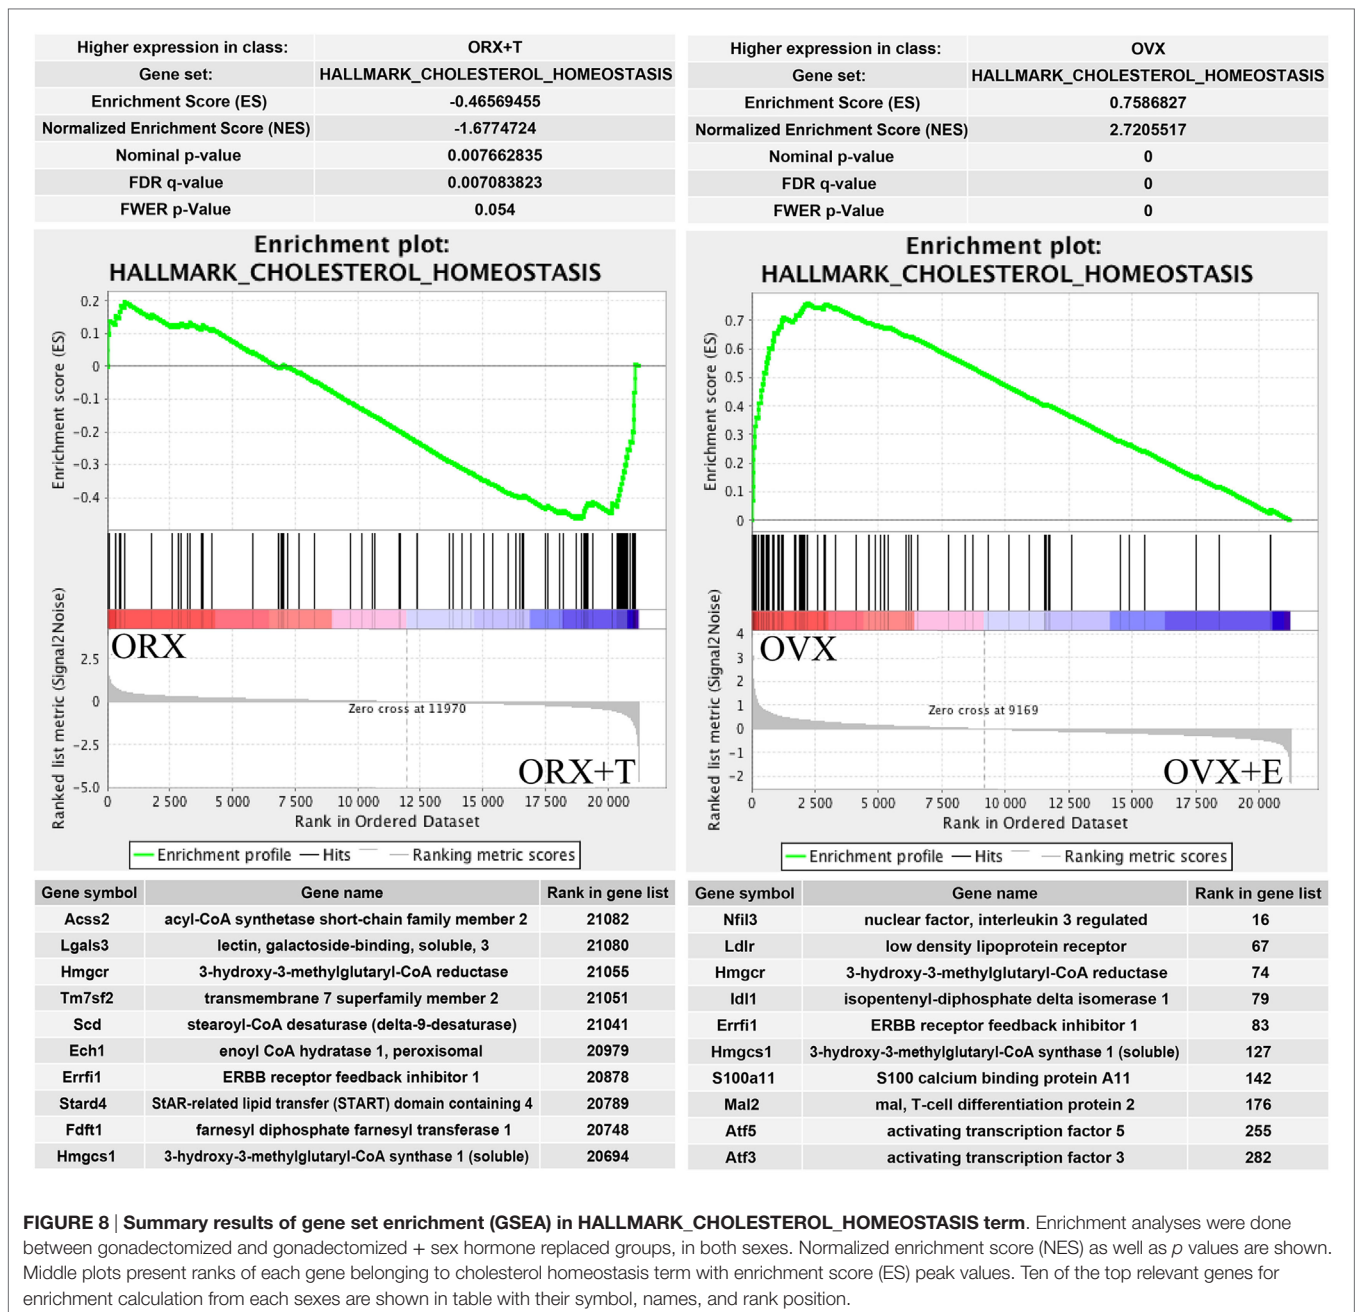 Higher expression in class: ORX+T
Gene set: HALLMARK_CHOLESTEROL_HOMEOSTASIS
Enrichment Score (ES) -0.46569455
Normalized Enrichment Score (NES) -1.6774724
Nominal p-value 0.007662835
FDR q-value 0.007083823
FWER p-Value 0.054
Enrichment plot:
HALLMARK_CHOLESTEROL_HOMEOSTASIS
Enrichment score (ES)
0.2
0.1
0
-0.1
-0.2
-0.3
-0.4
ORX
Ranked list metric (Signal2Noise)
2.5
0
-2.5
-5.0
Zero cross at 11970
ORX+T
0 2 500 5 000 7 500 10 000 12 500 15 000 17 500 20 000
Rank in Ordered Dataset
Enrichment profile Hits Ranking metric scores
Gene symbol Gene name Rank in gene list
Acss2 acyl-CoA synthetase short-chain family member 2 21082
Lgals3 lectin, galactoside-binding, soluble, 3 21080
Hmgcr 3-hydroxy-3-methylglutaryl-CoA reductase 21055
Tm7sf2 transmembrane 7 superfamily member 2 21051
Scd stearoyl-CoA desaturase (delta-9-desaturase) 21041
Ech1 enoyl CoA hydratase 1, peroxisomal 20979
Errfi1 ERBB receptor feedback inhibitor 1 20878
Stard4 StAR-related lipid transfer (START) domain containing 4 20789
Fdft1 farnesyl diphosphate farnesyl transferase 1 20748
Hmgcs1 3-hydroxy-3-methylglutaryl-CoA synthase 1 (soluble) 20694
Higher expression in class: OVX
Gene set: HALLMARK_CHOLESTEROL_HOMEOSTASIS
Enrichment Score (ES) 0.7586827
Normalized Enrichment Score (NES) 2.7205517
Nominal p-value 0
FDR q-value 0
FWER p-Value 0
Enrichment plot:
HALLMARK_CHOLESTEROL_HOMEOSTASIS
Enrichment score (ES)
0.7
0.6
0.5
0.4
0.3
0.2
0.1
0
OVX
Ranked list metric (Signal2Noise)
4
3
2
1
0
-1
-2
Zero cross at 9169
OVX+E
0 2 500 5 000 7 500 10 000 12 500 15 000 17 500 20 000
Rank in Ordered Dataset
Enrichment profile Hits Ranking metric scores
Gene symbol Gene name Rank in gene list
Nfil3 nuclear factor, interleukin 3 regulated 16
Ldlr low density lipoprotein receptor 67
Hmgcr 3-hydroxy-3-methylglutaryl-CoA reductase 74
Idl1 isopentenyl-diphosphate delta isomerase 1 79
Errfi1 ERBB receptor feedback inhibitor 1 83
Hmgcs1 3-hydroxy-3-methylglutaryl-CoA synthase 1 (soluble) 127
S100a11 S100 calcium binding protein A11 142
Mal2 mal, T-cell differentiation protein 2 176
Atf5 activating transcription factor 5 255
Atf3 activating transcription factor 3 282
FIGURE 8 | Summary results of gene set enrichment (GSEA) in HALLMARK_CHOLESTEROL_HOMEOSTASIS term. Enrichment analyses were done
between gonadectomized and gonadectomized + sex hormone replaced groups, in both sexes. Normalized enrichment score (NES) as well as p values are shown.
Middle plots present ranks of each gene belonging to cholesterol homeostasis term with enrichment score (ES) peak values. Ten of the top relevant genes for
enrichment calculation from each sexes are shown in table with their symbol, names, and rank position.